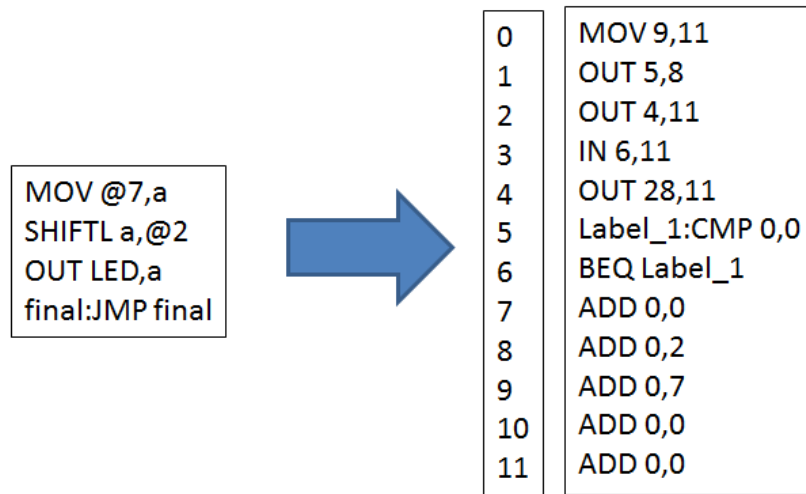 MOV @7,a
SHIFTL a,@2
OUT LED,a
final:JMP final
0 MOV 9,11
1 OUT 5,8
2 OUT 4,11
3 IN 6,11
4 OUT 28,11
5 Label_1:CMP 0,0
6 BEQ Label_1
7 ADD 0,0
8 ADD 0,2
9 ADD 0,7
10 ADD 0,0
11 ADD 0,0